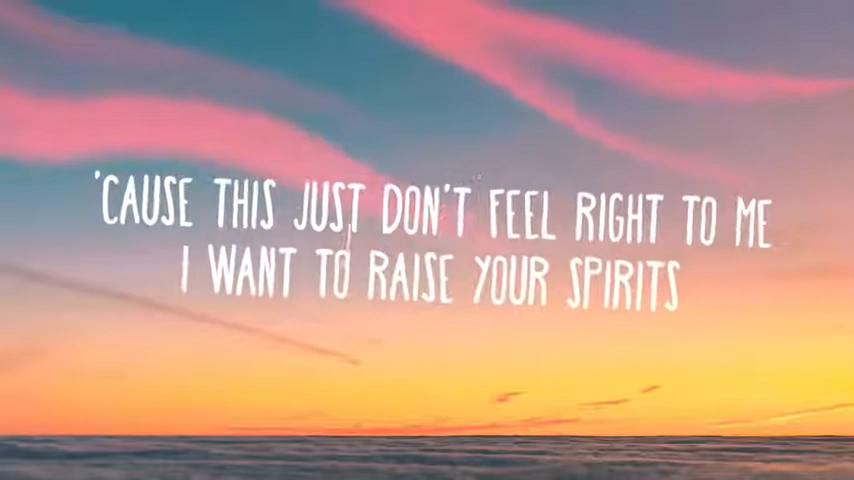 'CAUSE THIS JUST DON'T FEEL RIGHT TO ME
I WANT TO RAISE YOUR SPIRITS